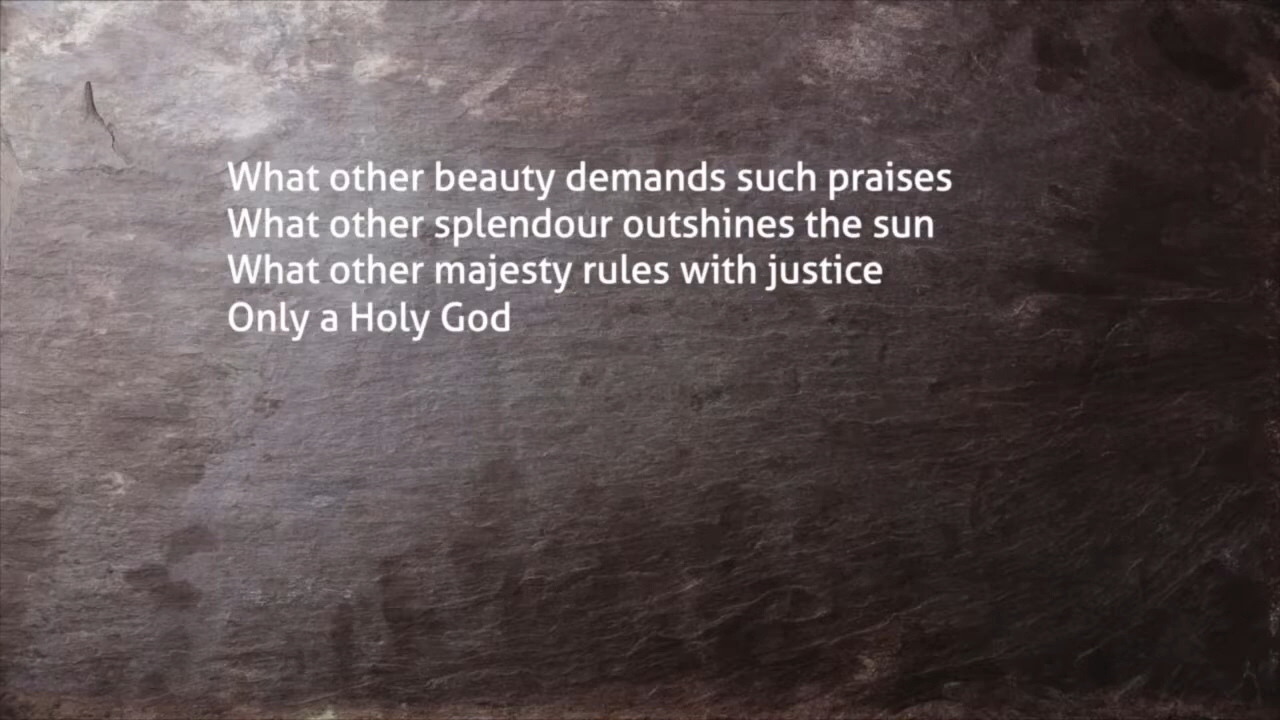 What other beauty demands such praises
What other splendour outshines the sun
What other majesty rules with justice
Only a Holy God